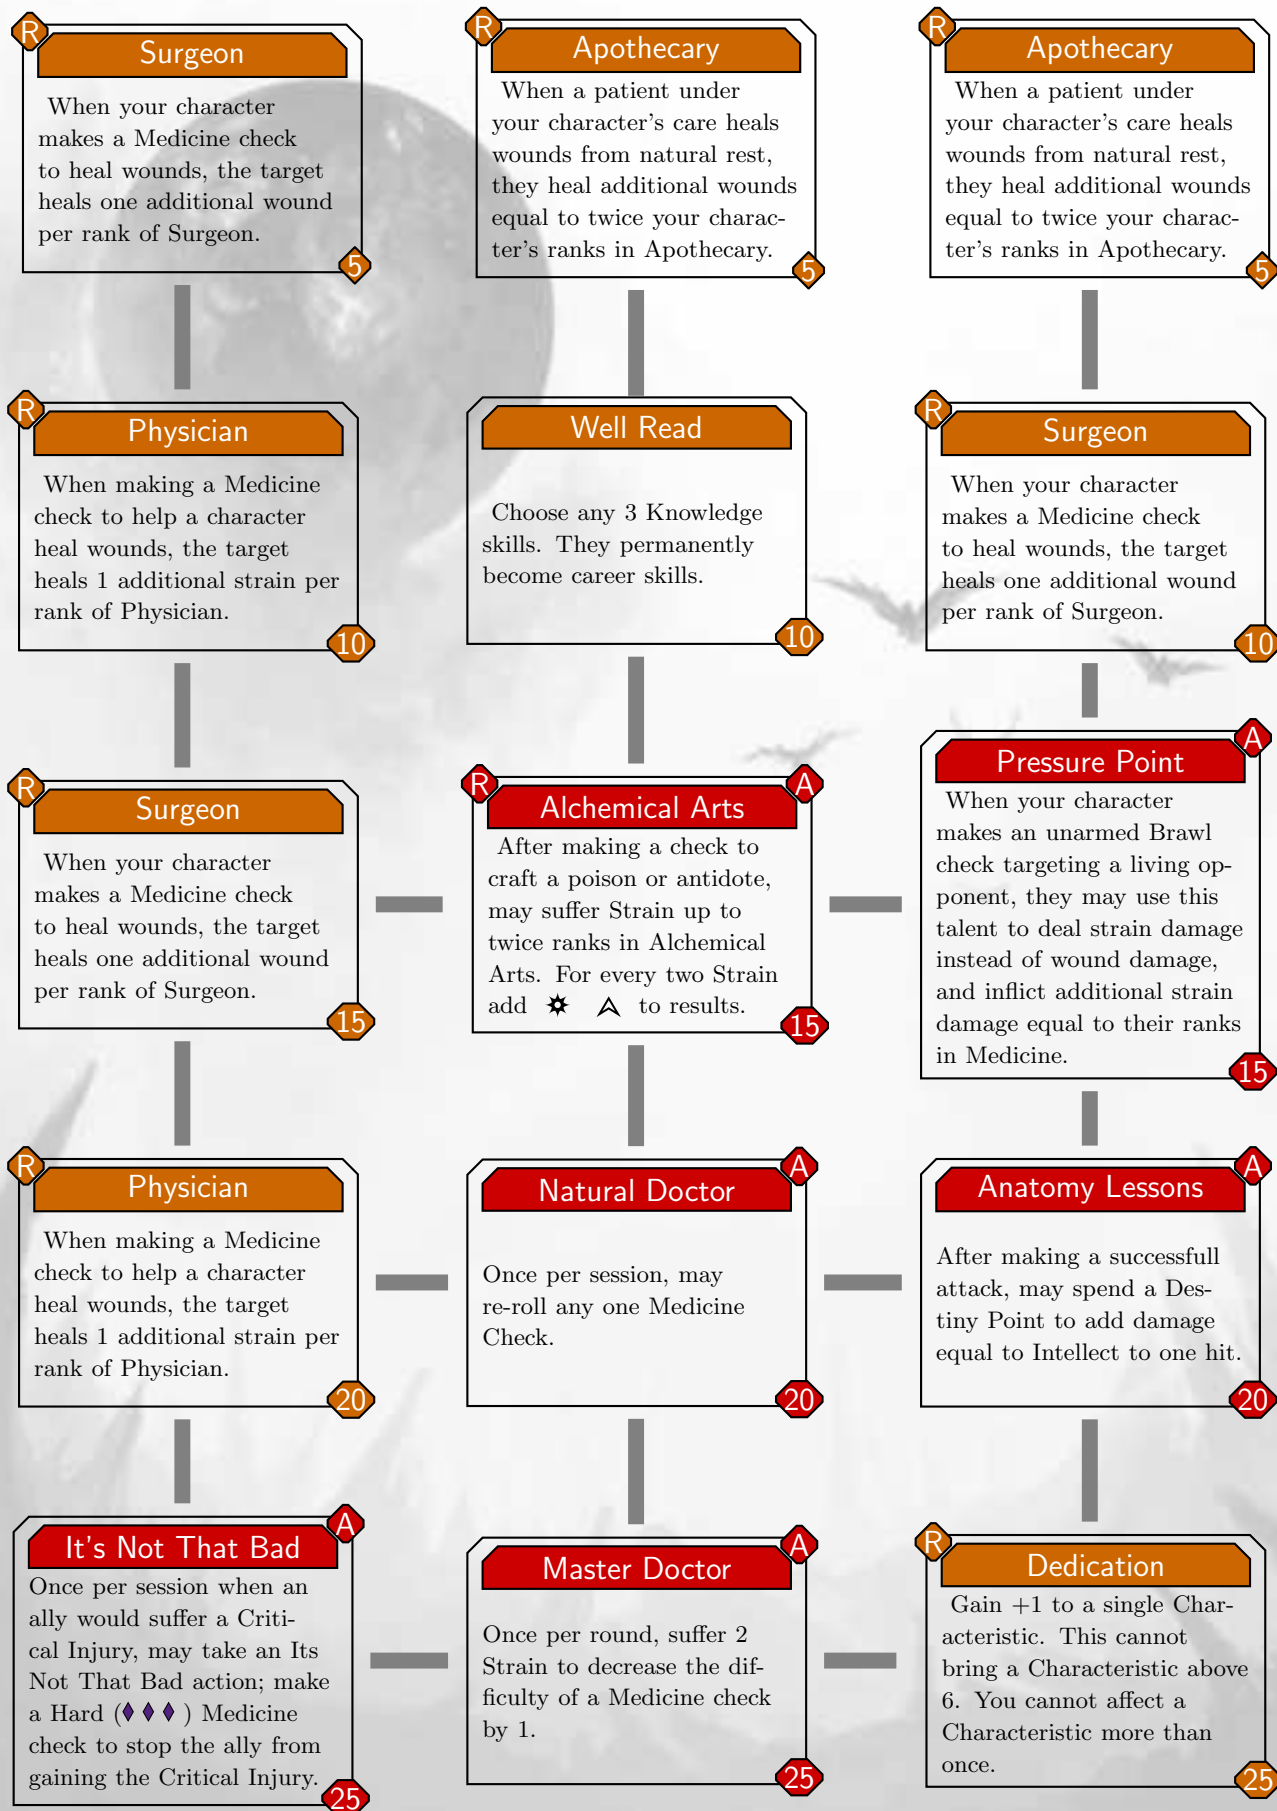 R
Surgeon
When your character
makes a Medicine check
to heal wounds, the target
heals one additional wound
per rank of Surgeon.
5
R
Apothecary
When a patient under
your character's care heals
wounds from natural rest,
they heal additional wounds
equal to twice your charac-
ter's ranks in Apothecary.
5
R
Apothecary
When a patient under
your character's care heals
wounds from natural rest,
they heal additional wounds
equal to twice your charac-
ter's ranks in Apothecary.
5
R
Physician
When making a Medicine
check to help a character
heal wounds, the target
heals 1 additional strain per
rank of Physician.
10
Well Read
Choose any 3 Knowledge
skills. They permanently
become career skills.
10
R
Surgeon
When your character
makes a Medicine check
to heal wounds, the target
heals one additional wound
per rank of Surgeon.
10
R
Surgeon
When your character
makes a Medicine check
to heal wounds, the target
heals one additional wound
per rank of Surgeon.
15
R
A
Alchemical Arts
After making a check to
craft a poison or antidote,
may suffer Strain up to
twice ranks in Alchemical
Arts. For every two Strain
add to results.
15
A
Pressure Point
When your character
makes an unarmed Brawl
check targeting a living op-
ponent, they may use this
talent to deal strain damage
instead of wound damage,
and inflict additional strain
damage equal to their ranks
in Medicine.
15
R
Physician
When making a Medicine
check to help a character
heal wounds, the target
heals 1 additional strain per
rank of Physician.
20
A
Natural Doctor
Once per session, may
re-roll any one Medicine
Check.
20
A
Anatomy Lessons
After making a successfull
attack, may spend a Des-
tiny Point to add damage
equal to Intellect to one hit.
20
A
It's Not That Bad
Once per session when an
ally would suffer a Criti-
cal Injury, may take an Its
Not That Bad action; make
a Hard (♦ ♦ ♦ ) Medicine
check to stop the ally from
gaining the Critical Injury.
25
A
Master Doctor
Once per round, suffer 2
Strain to decrease the dif-
ficulty of a Medicine check
by 1.
25
R
Dedication
Gain +1 to a single Char-
acteristic. This cannot
bring a Characteristic above
6. You cannot affect a
Characteristic more than
once.
25